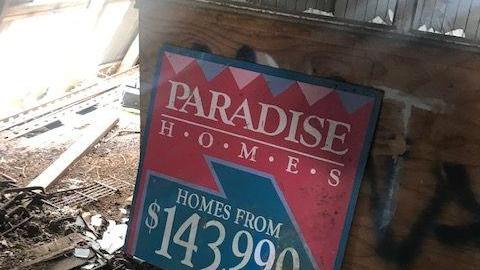 PARADISE
H·O·M·E·S
HOMES FROM
$143,990